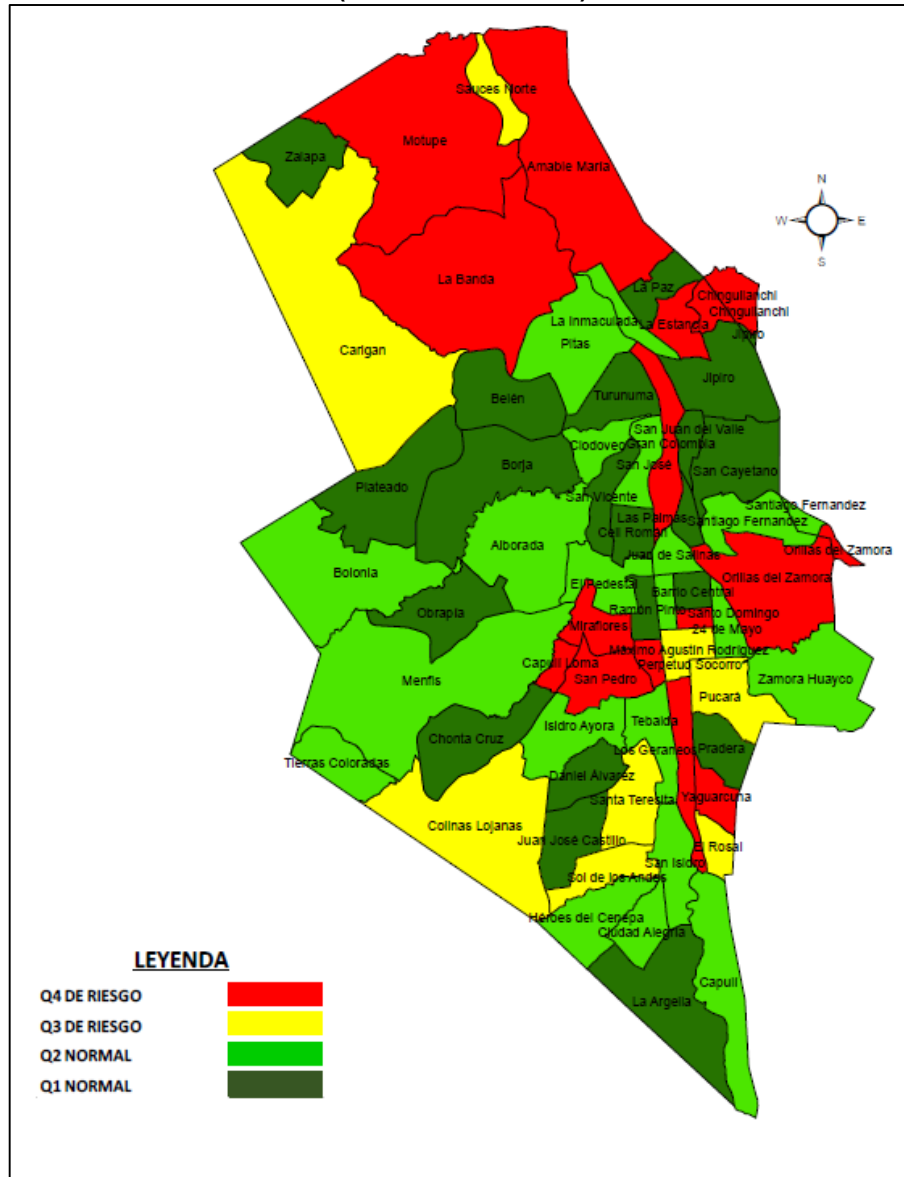 Sauces Norte
Motupe
Zalapa
Amable María
N
W
E
S
La Banda
La Paz
Chinguilanchi
Chinguilanchi
La Inmaculada
La Estancia
Jipiro
Pitas
Carigan
Jipiro
Belén
Turunuma
San Juan del Valle
Clodoveo
Gran Colombia
Borja
San José
San Cayetano
Plateado
San Vicente
Santiago Fernandez
Las Palmas
Santiago Fernandez
Celi Román
Alborada
Juan de Salinas
Orillas del Zamora
Bolonia
El Pedestal
Orillas del Zamora
Barrio Central
Obrapía
Ramón Pinto
Santo Domingo
Miraflores
24 de Mayo
Máximo Agustín Rodríguez
Capulí Loma
Perpetuo Socorro
San Pedro
Zamora Huayco
Menfis
Pucará
Isidro Ayora
Tebaida
Chonta Cruz
Los Geraneos
Pradera
Tierras Coloradas
Daniel Álvarez
Santa Teresita
Yaguarcuna
Colinas Lojanas
Juan José Castillo
El Rosal
San Isidro
Sol de los Andes
Héroes del Cenepa
Ciudad Alegría
LEYENDA
Capulí
Q4 DE RIESGO
La Argelia
Q3 DE RIESGO
Q2 NORMAL
Q1 NORMAL